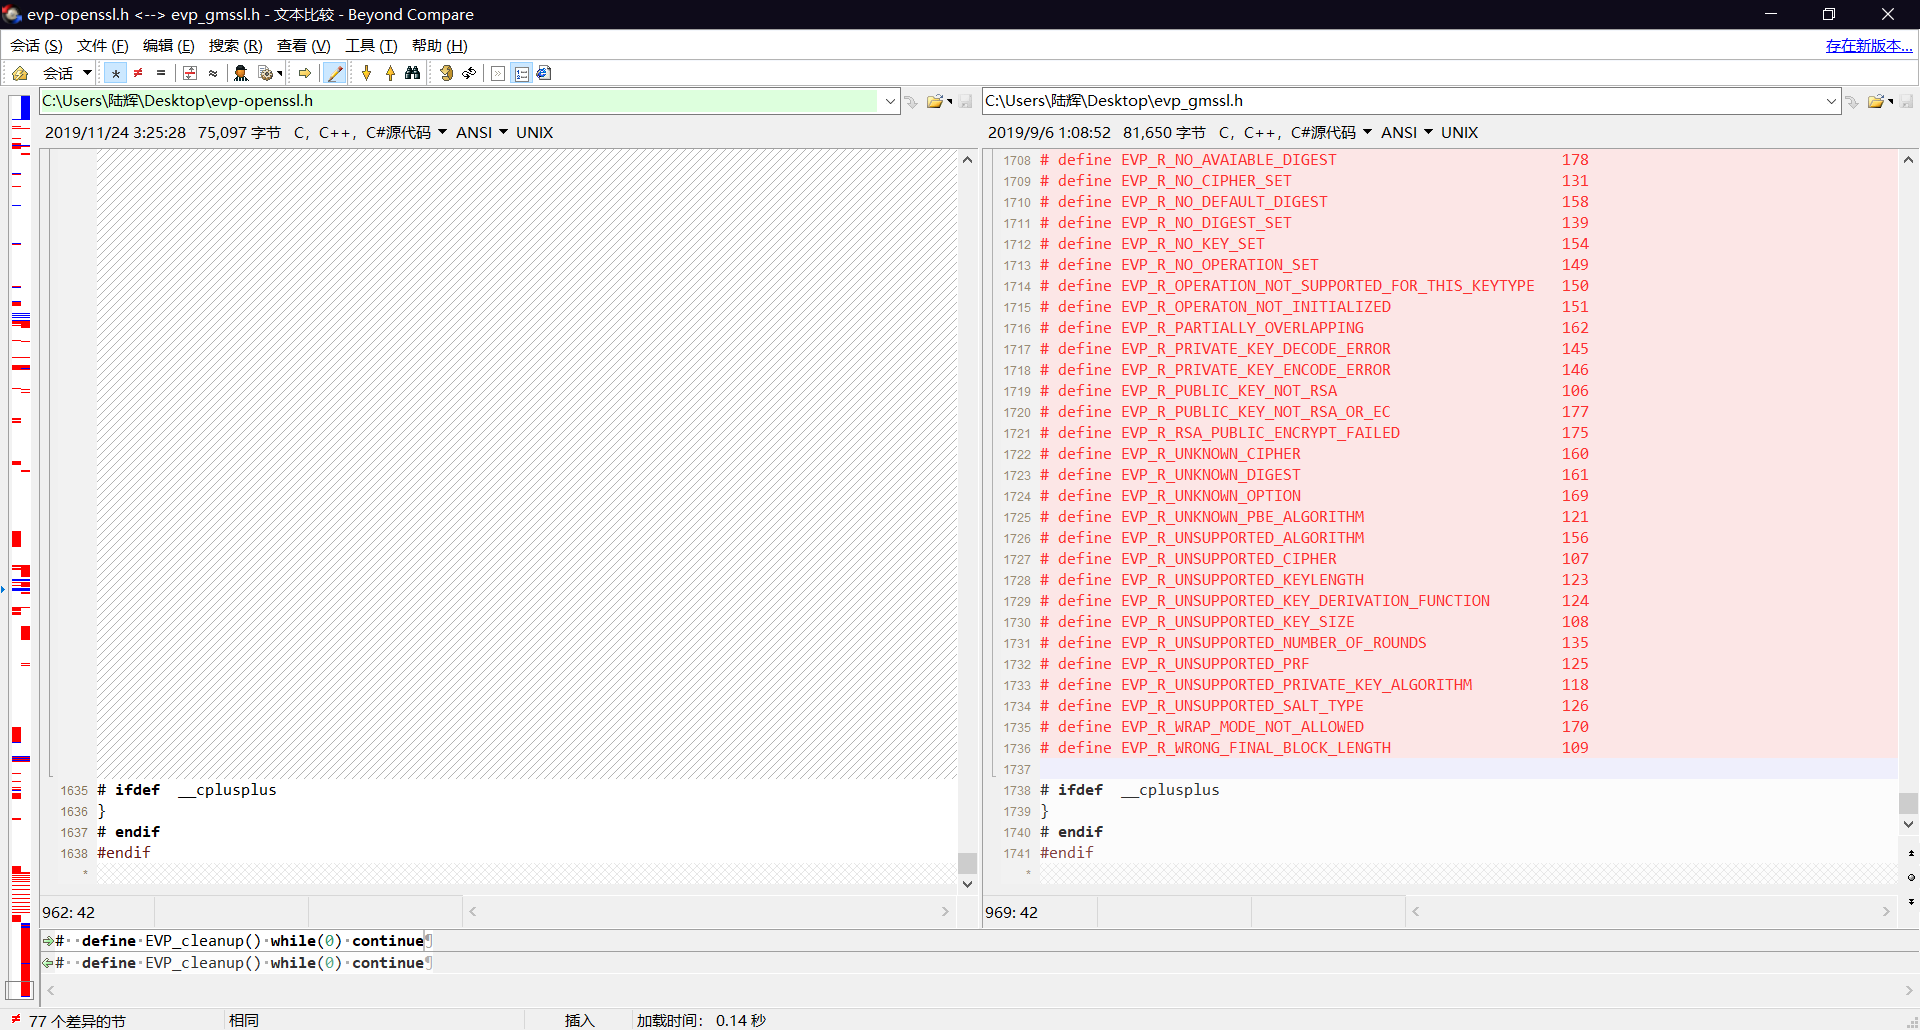 evp-openssl.h <--> evp_gmssl.h - 文本比较 - Beyond Compare
会话 (S) 文件 (F) 编辑 (E) 搜索 (R) 查看 (V) 工具 (T) 帮助 (H) 存在新版本...
会话
C:\Users\陆辉\Desktop\evp-openssl.h
2019/11/24 3:25:28 75,097 字节 C, C++, C#源代码 ANSI UNIX
1635 # ifdef __cplusplus
1636 }
1637 # endif
1638 #endif
962: 42
C:\Users\陆辉\Desktop\evp_gmssl.h
2019/9/6 1:08:52 81,650 字节 C, C++, C#源代码 ANSI UNIX
1708 # define EVP_R_NO_AVAIABLE_DIGEST 178
1709 # define EVP_R_NO_CIPHER_SET 131
1710 # define EVP_R_NO_DEFAULT_DIGEST 158
1711 # define EVP_R_NO_DIGEST_SET 139
1712 # define EVP_R_NO_KEY_SET 154
1713 # define EVP_R_NO_OPERATION_SET 149
1714 # define EVP_R_OPERATION_NOT_SUPPORTED_FOR_THIS_KEYTYPE 150
1715 # define EVP_R_OPERATON_NOT_INITIALIZED 151
1716 # define EVP_R_PARTIALLY_OVERLAPPING 162
1717 # define EVP_R_PRIVATE_KEY_DECODE_ERROR 145
1718 # define EVP_R_PRIVATE_KEY_ENCODE_ERROR 146
1719 # define EVP_R_PUBLIC_KEY_NOT_RSA 106
1720 # define EVP_R_PUBLIC_KEY_NOT_RSA_OR_EC 177
1721 # define EVP_R_RSA_PUBLIC_ENCRYPT_FAILED 175
1722 # define EVP_R_UNKNOWN_CIPHER 160
1723 # define EVP_R_UNKNOWN_DIGEST 161
1724 # define EVP_R_UNKNOWN_OPTION 169
1725 # define EVP_R_UNKNOWN_PBE_ALGORITHM 121
1726 # define EVP_R_UNSUPPORTED_ALGORITHM 156
1727 # define EVP_R_UNSUPPORTED_CIPHER 107
1728 # define EVP_R_UNSUPPORTED_KEYLENGTH 123
1729 # define EVP_R_UNSUPPORTED_KEY_DERIVATION_FUNCTION 124
1730 # define EVP_R_UNSUPPORTED_KEY_SIZE 108
1731 # define EVP_R_UNSUPPORTED_NUMBER_OF_ROUNDS 135
1732 # define EVP_R_UNSUPPORTED_PRF 125
1733 # define EVP_R_UNSUPPORTED_PRIVATE_KEY_ALGORITHM 118
1734 # define EVP_R_UNSUPPORTED_SALT_TYPE 126
1735 # define EVP_R_WRAP_MODE_NOT_ALLOWED 170
1736 # define EVP_R_WRONG_FINAL_BLOCK_LENGTH 109
1737
1738 # ifdef __cplusplus
1739 }
1740 # endif
1741 #endif
969: 42
#··define·EVP_cleanup()·while(0)·continue¶
#··define·EVP_cleanup()·while(0)·continue¶
≠ 77 个差异的节 相同 插入 加载时间: 0.14 秒